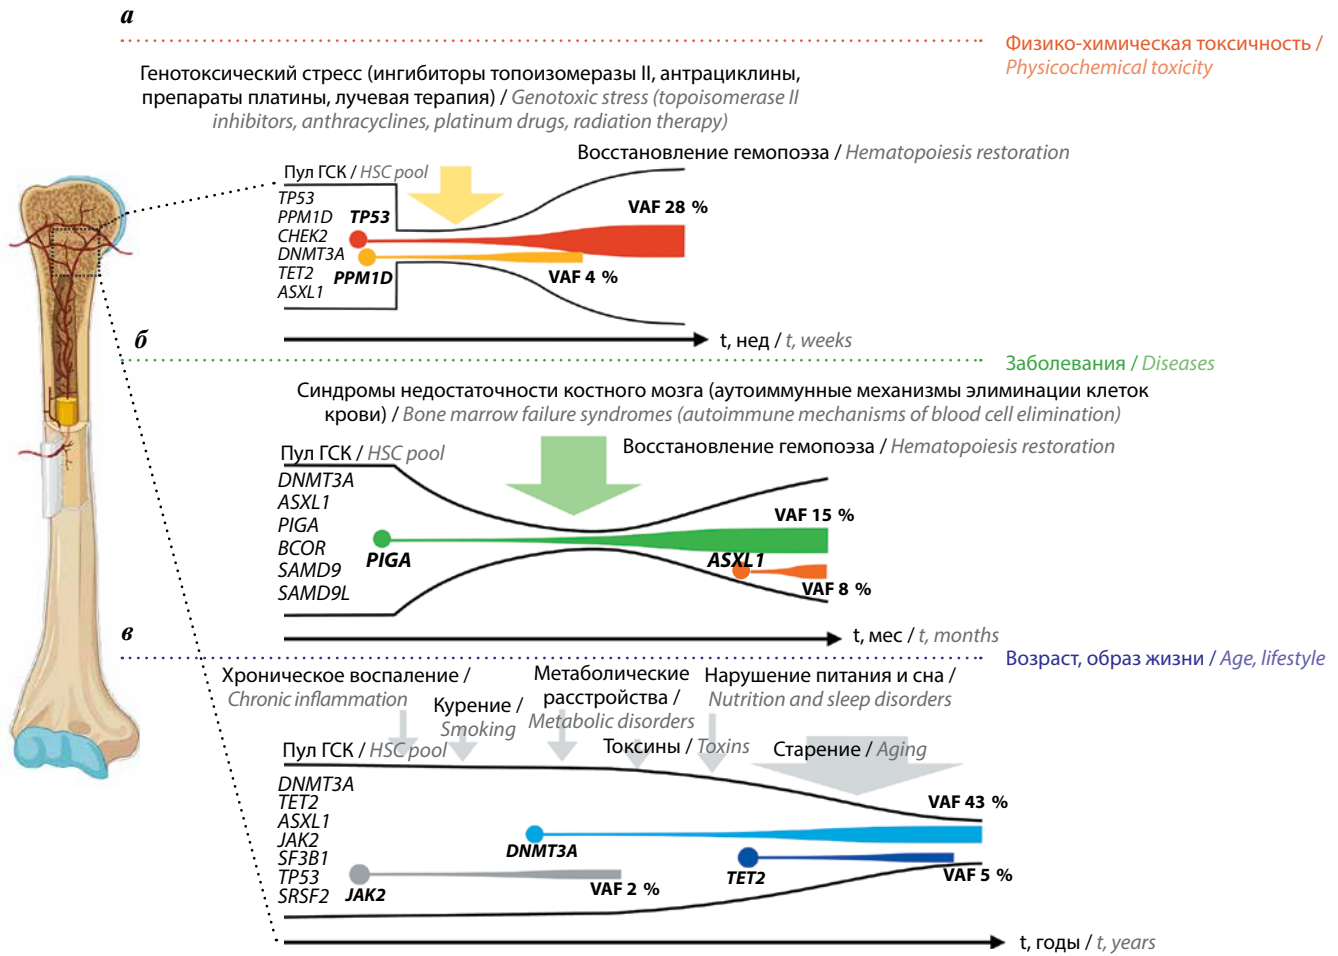 а
Физико-химическая токсичность /
Physicochemical toxicity
Генотоксический стресс (ингибиторы топоизомеразы II, антрациклины,
препараты платины, лучевая терапия) / Genotoxic stress (topoisomerase II
inhibitors, anthracyclines, platinum drugs, radiation therapy)
Восстановление гемопоэза / Hematopoiesis restoration
Пул ГСК / HSC pool
TP53
PPM1D
CHEK2
DNMT3A
TET2
ASXL1
TP53
VAF 28 %
PPM1D
VAF 4 %
t, нед / t, weeks
б
Заболевания / Diseases
Синдромы недостаточности костного мозга (аутоиммунные механизмы элиминации клеток
крови) / Bone marrow failure syndromes (autoimmune mechanisms of blood cell elimination)
Восстановление гемопоэза / Hematopoiesis restoration
Пул ГСК / HSC pool
DNMT3A
ASXL1
PIGA
BCOR
SAMD9
SAMD9L
PIGA
VAF 15 %
ASXL1
VAF 8 %
t, мес / t, months
в
Возраст, образ жизни / Age, lifestyle
Хроническое воспаление /
Chronic inflammation
Курение /
Smoking
Метаболические
расстройства /
Metabolic disorders
Токсины / Toxins
Нарушение питания и сна /
Nutrition and sleep disorders
Старение / Aging
Пул ГСК / HSC pool
DNMT3A
TET2
ASXL1
JAK2
SF3B1
TP53
SRSF2
JAK2
VAF 2 %
DNMT3A
VAF 43 %
TET2
VAF 5 %
t, годы / t, years